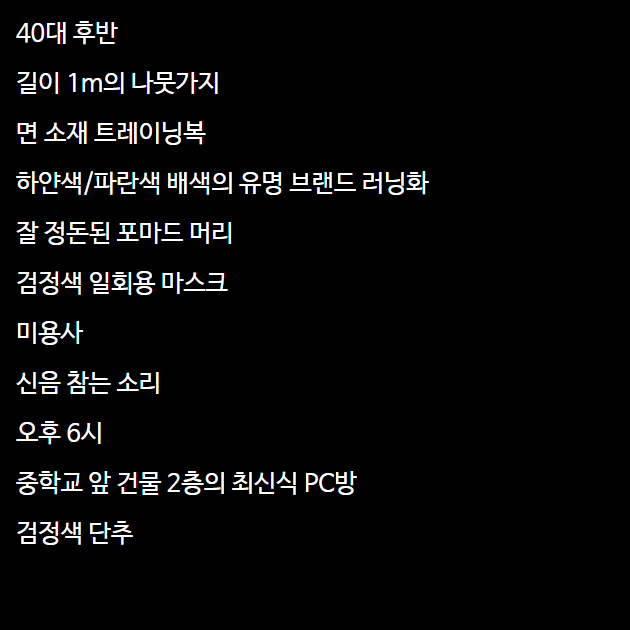 40대 후반
길이 1m의 나뭇가지
면 소재 트레이닝복
하얀색/파란색 배색의 유명 브랜드 러닝화
잘 정돈된 포마드 머리
검정색 일회용 마스크
미용사
신음 참는 소리
오후 6시
중학교 앞 건물 2층의 최신식 PC방
검정색 단추